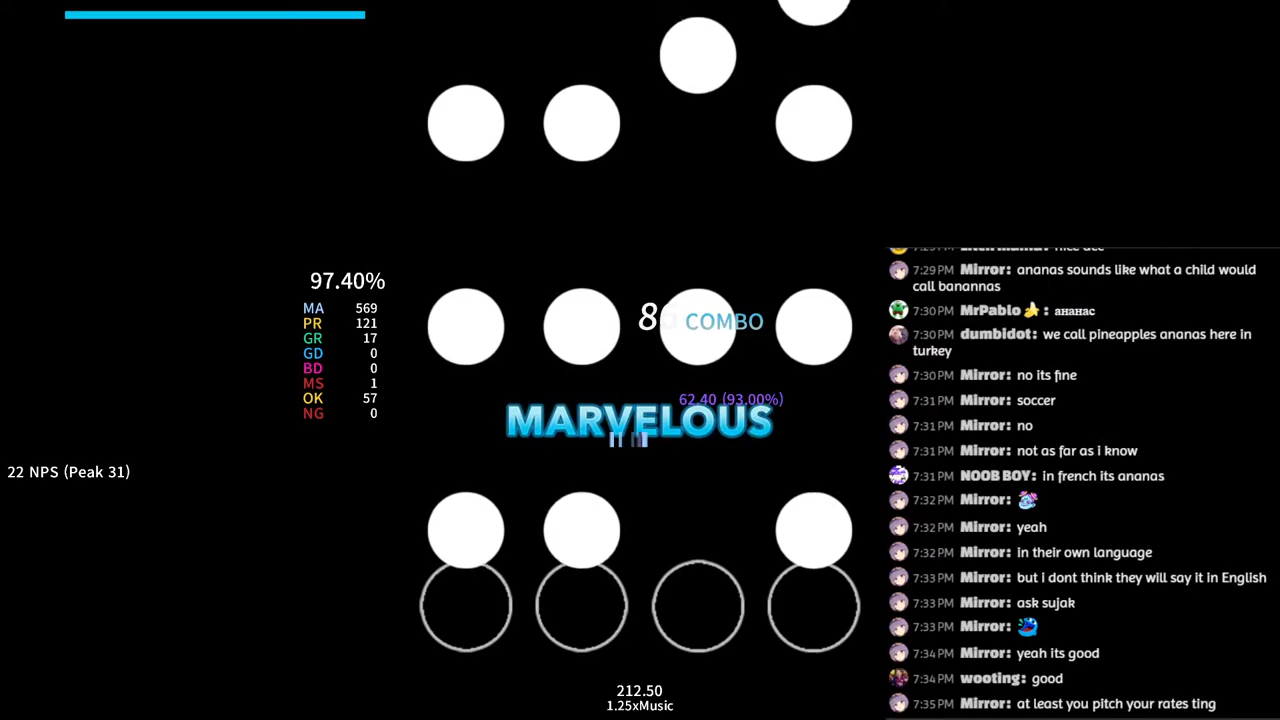 97.40%
MA 569
PR 121
GR 17
GD 0
BD 0
MS 1
OK 57
NG 0
22 NPS (Peak 31)
COMBO
62.40 (93.00%)
MARVELOUS
212.50
1.25xMusic
7:29 PM Mirror: ananas sounds like what a child would
call banannas
7:30 PM MrPablo🍌: ананас
7:30 PM dumbidot: we call pineapples ananas here in
turkey
7:30 PM Mirror: no its fine
7:31 PM Mirror: soccer
7:31 PM Mirror: no
7:31 PM Mirror: not as far as i know
7:31 PM NOOB BOY: in french its ananas
7:32 PM Mirror:
7:32 PM Mirror: yeah
7:32 PM Mirror: in their own language
7:33 PM Mirror: but i dont think they will say it in English
7:33 PM Mirror: ask sujak
7:33 PM Mirror:
7:34 PM Mirror: yeah its good
7:34 PM wooting: good
7:35 PM Mirror: at least you pitch your rates ting